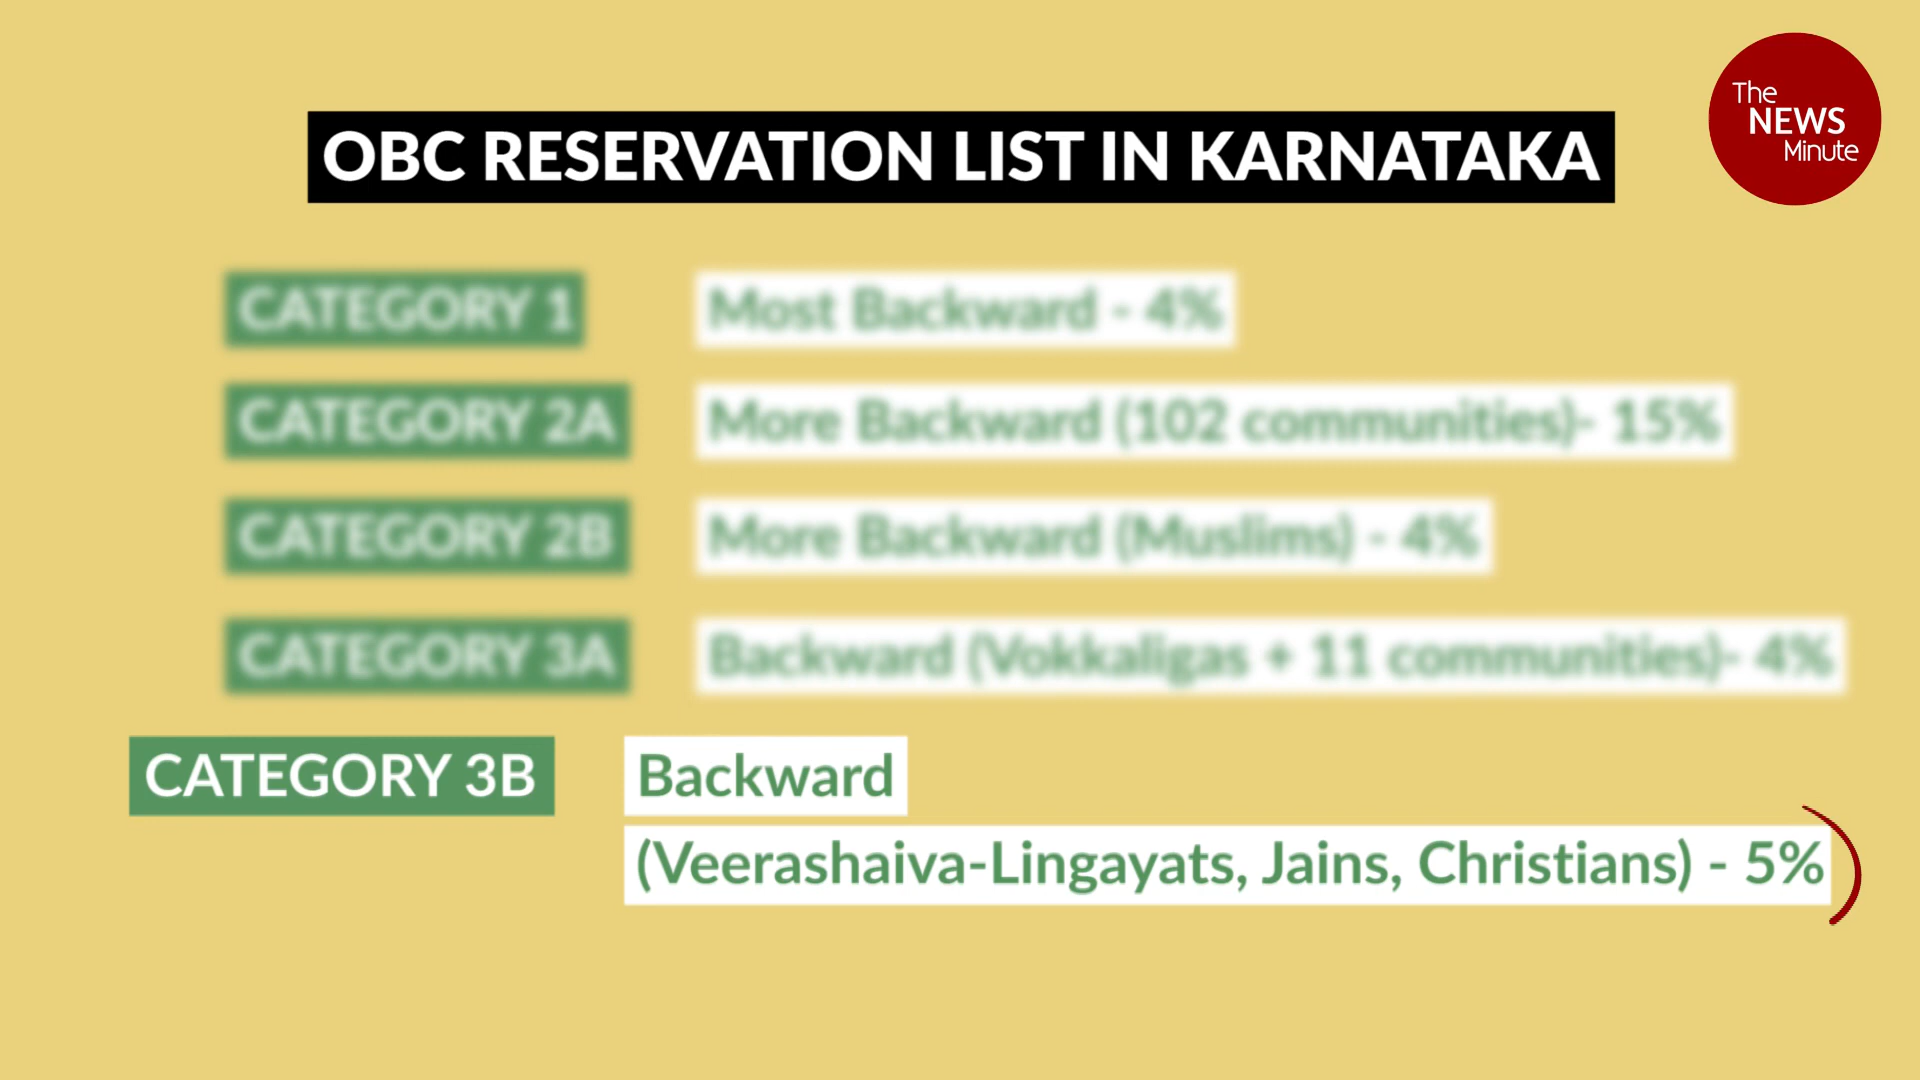 The
NEWS
Minute
OBC RESERVATION LIST IN KARNATAKA
CATEGORY 1 Most Backward - 4%
CATEGORY 2A More Backward (102 communities)- 15%
CATEGORY 2B More Backward (Muslims) - 4%
CATEGORY 3A Backward (Vokkaligas + 11 communities)- 4%
CATEGORY 3B Backward
(Veerashaiva-Lingayats, Jains, Christians) - 5%